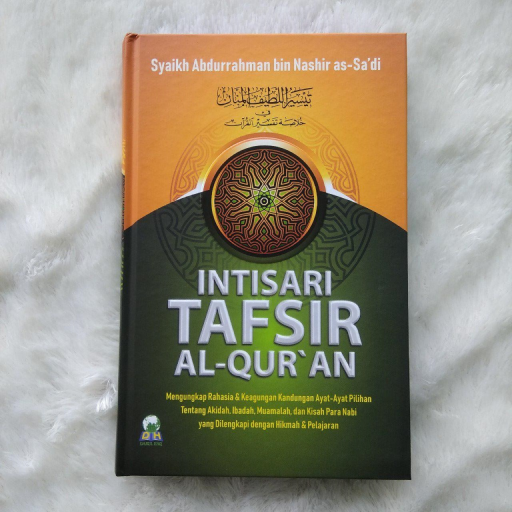 Syaikh Abdurrahman bin Nashir as-Sa'di
تيسير اللطيف المنان
في
خلاصة تفسير القرآن
INTISARI
TAFSIR
AL-QUR`AN
Mengungkap Rahasia & Keagungan Kandungan Ayat-Ayat Pilihan
Tentang Akidah, Ibadah, Muamalah, dan Kisah Para Nabi
yang Dilengkapi dengan Hikmah & Pelajaran